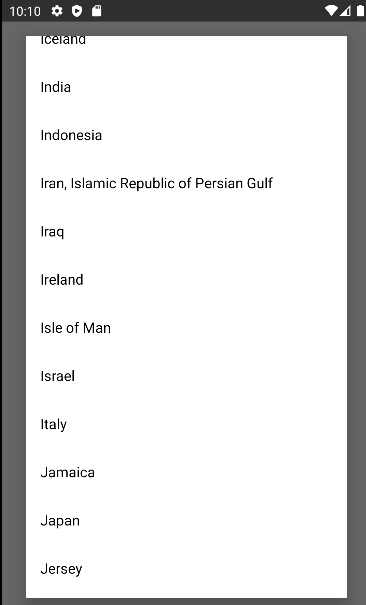 10:10
Iceland
India
Indonesia
Iran, Islamic Republic of Persian Gulf
Iraq
Ireland
Isle of Man
Israel
Italy
Jamaica
Japan
Jersey